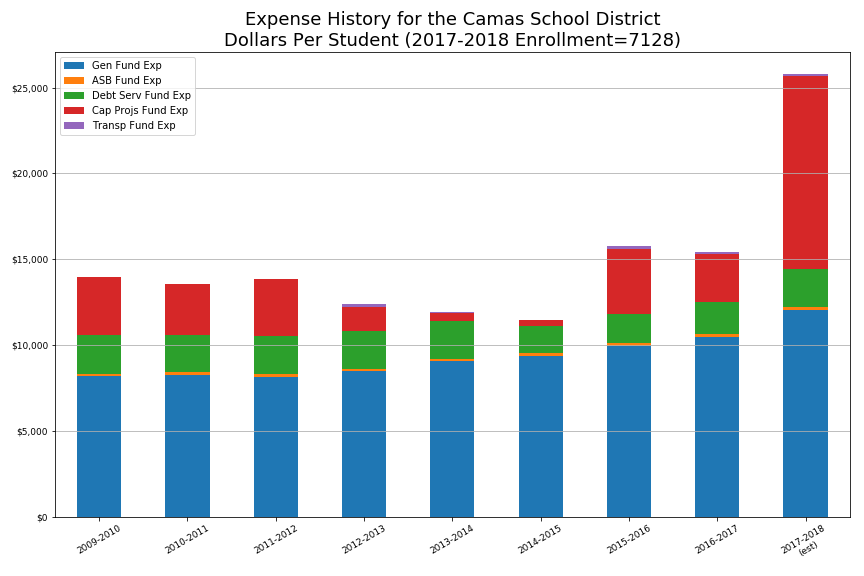 Expense History for the Camas School District
Dollars Per Student (2017-2018 Enrollment=7128)
Gen Fund Exp
ASB Fund Exp
Debt Serv Fund Exp
Cap Projs Fund Exp
Transp Fund Exp
$25,000
$20,000
$15,000
$10,000
$5,000
$0
2009-2010
2010-2011
2011-2012
2012-2013
2013-2014
2014-2015
2015-2016
2016-2017
2017-2018
(est)